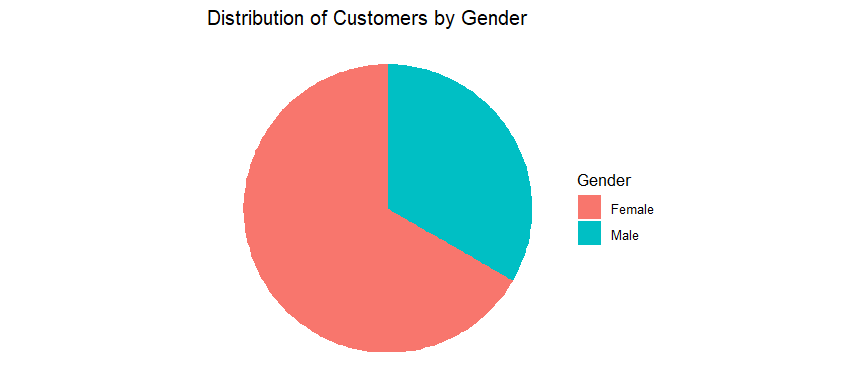 Distribution of Customers by Gender
Gender
Female
Male